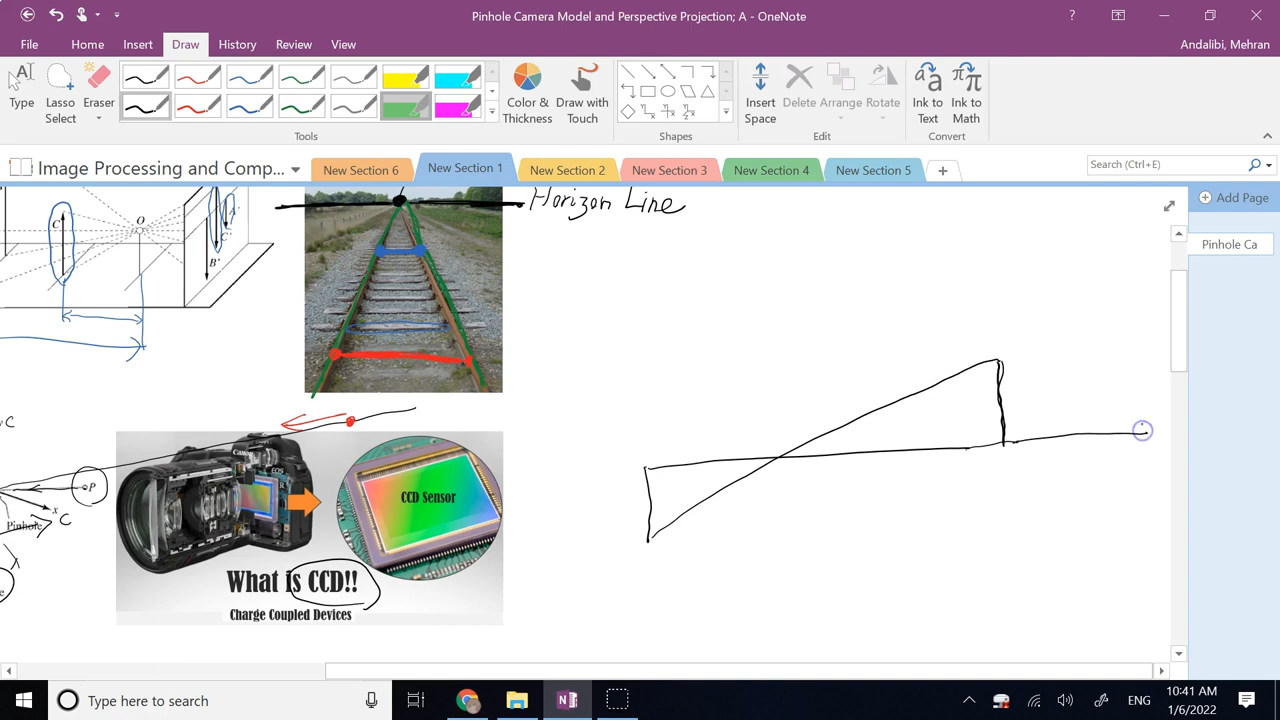 Pinhole Camera Model and Perspective Projection; A - OneNote
?
File Home Insert Draw History Review View
Andalibi, Mehran
Type
Lasso Select
Eraser
Color & Thickness
Draw with Touch
Insert Space
Delete
Arrange
Rotate
Ink to Text
Ink to Math
Tools
Shapes
Edit
Convert
Image Processing and Comp...
New Section 6
New Section 1
New Section 2
New Section 3
New Section 4
New Section 5
Search (Ctrl+E)
Add Page
Pinhole Ca
Horizon Line
O
C
A'
C'
B'
C
P
x
Pinhole
C
Canon
EOS
CCD Sensor
What is CCD!!
Charge Coupled Devices
Type here to search
ENG
10:41 AM
1/6/2022